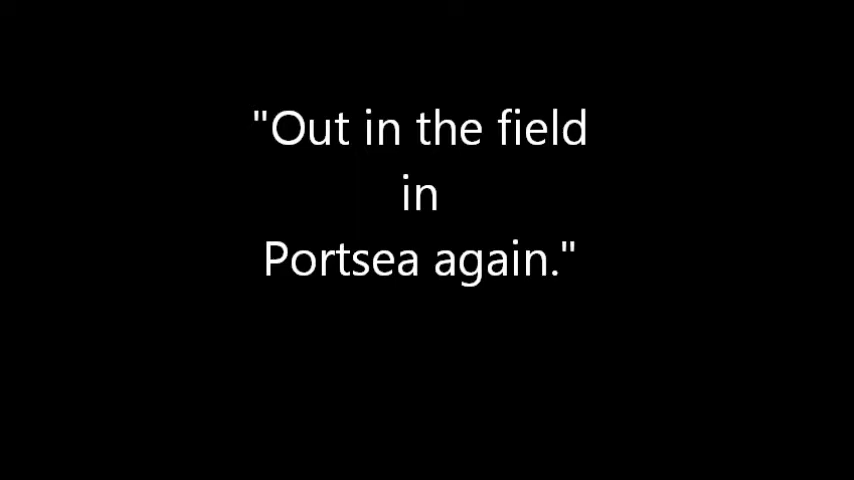 "Out in the field
in
Portsea again."